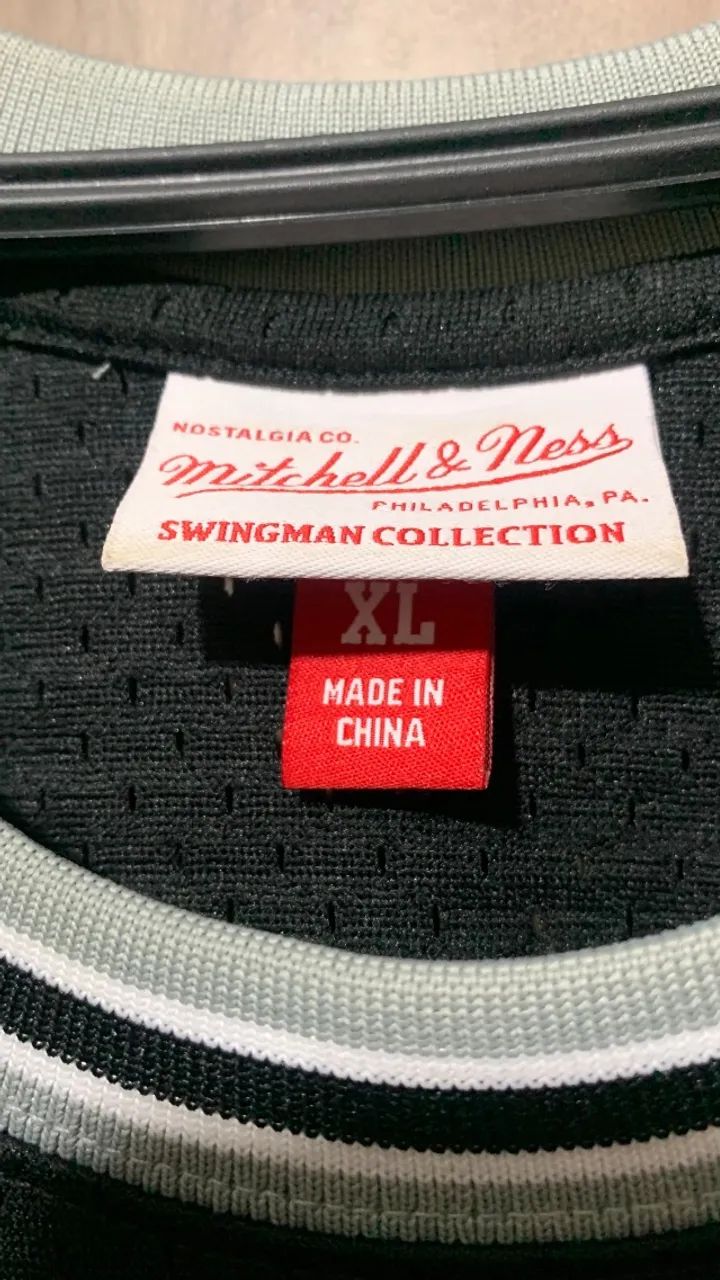 NOSTALGIA CO.
Mitchell & Ness
PHILADELPHIA, PA.
SWINGMAN COLLECTION
XL
MADE IN
CHINA